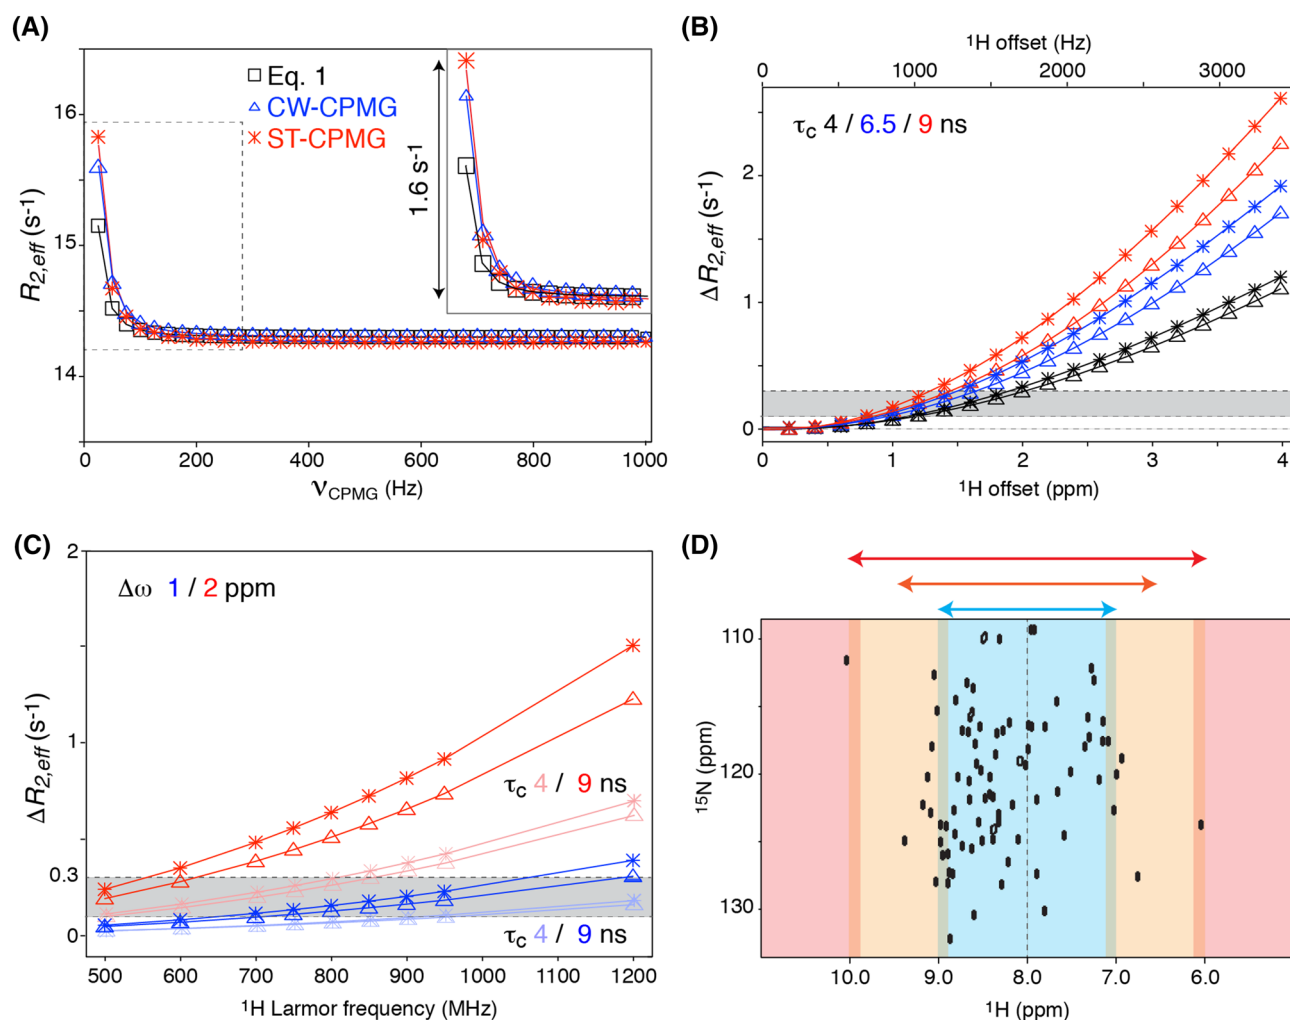 (A)
16
15
14
R2,eff (s-1)
Eq. 1
CW-CPMG
ST-CPMG
1.6 s-1
0 200 400 600 800 1000
νCPMG (Hz)
(B)
1H offset (Hz)
0 1000 2000 3000
τc 4 / 6.5 / 9 ns
2
1
0
ΔR2,eff (s-1)
0 1 2 3 4
1H offset (ppm)
(C)
2
1
0.3
0
ΔR2,eff (s-1)
Δω 1 / 2 ppm
τc 4 / 9 ns
τc 4 / 9 ns
500 600 700 800 900 1000 1100 1200
1H Larmor frequency (MHz)
(D)
110
120
130
15N (ppm)
10.0 9.0 8.0 7.0 6.0
1H (ppm)